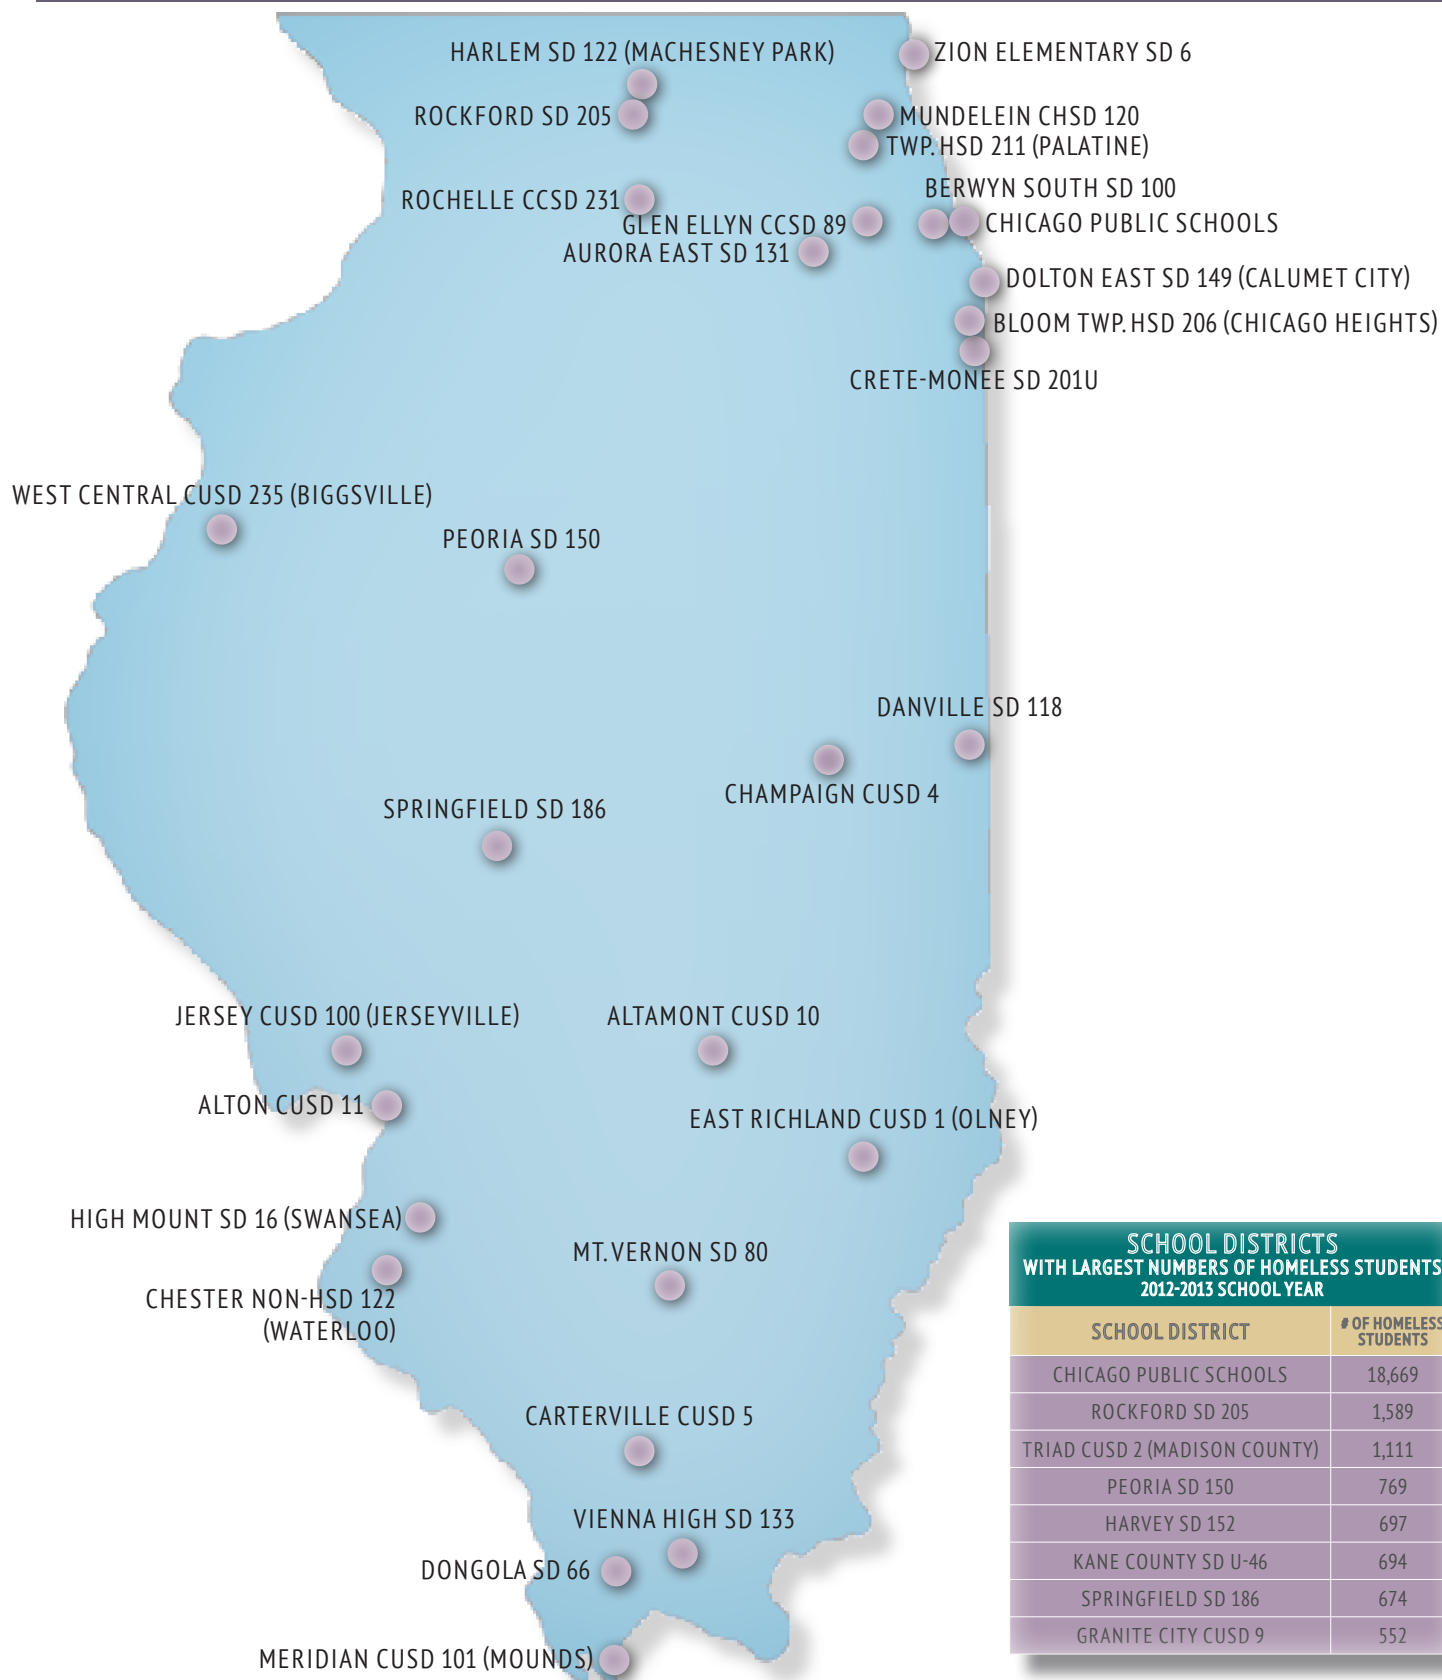 HARLEM SD 122 (MACHESNEY PARK)
ZION ELEMENTARY SD 6
ROCKFORD SD 205
MUNDELEIN CHSD 120
TWP. HSD 211 (PALATINE)
BERWYN SOUTH SD 100
ROCHELLE CCSD 231
GLEN ELLYN CCSD 89
CHICAGO PUBLIC SCHOOLS
AURORA EAST SD 131
DOLTON EAST SD 149 (CALUMET CITY)
BLOOM TWP. HSD 206 (CHICAGO HEIGHTS)
CRETE-MONEE SD 201U
WEST CENTRAL CUSD 235 (BIGGSVILLE)
PEORIA SD 150
DANVILLE SD 118
CHAMPAIGN CUSD 4
SPRINGFIELD SD 186
JERSEY CUSD 100 (JERSEYVILLE)
ALTAMONT CUSD 10
ALTON CUSD 11
EAST RICHLAND CUSD 1 (OLNEY)
HIGH MOUNT SD 16 (SWANSEA)
MT. VERNON SD 80
CHESTER NON-HSD 122
(WATERLOO)
CARTERVILLE CUSD 5
VIENNA HIGH SD 133
DONGOLA SD 66
MERIDIAN CUSD 101 (MOUNDS)
SCHOOL DISTRICTS
WITH LARGEST NUMBERS OF HOMELESS STUDENTS
2012-2013 SCHOOL YEAR
SCHOOL DISTRICT # OF HOMELESS
STUDENTS
CHICAGO PUBLIC SCHOOLS 18,669
ROCKFORD SD 205 1,589
TRIAD CUSD 2 (MADISON COUNTY) 1,111
PEORIA SD 150 769
HARVEY SD 152 697
KANE COUNTY SD U-46 694
SPRINGFIELD SD 186 674
GRANITE CITY CUSD 9 552